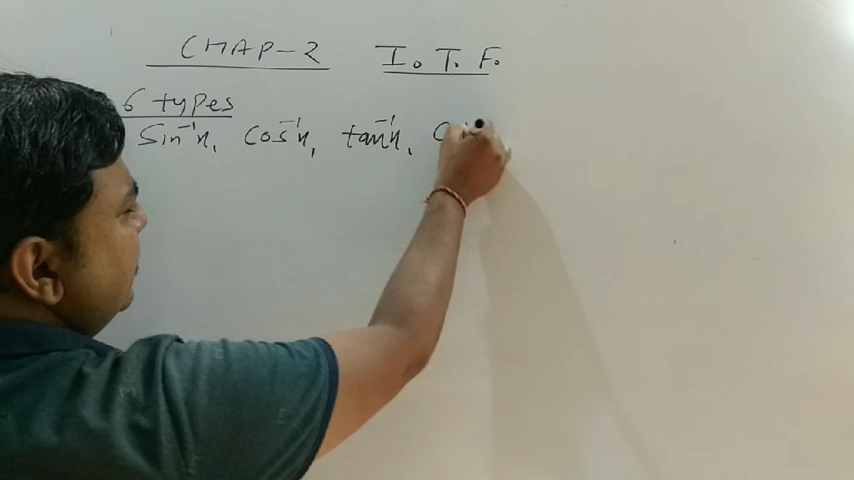 CHAP-2 I. T. F.
6 types
Sin⁻¹x, Cos⁻¹x, tan⁻¹x,